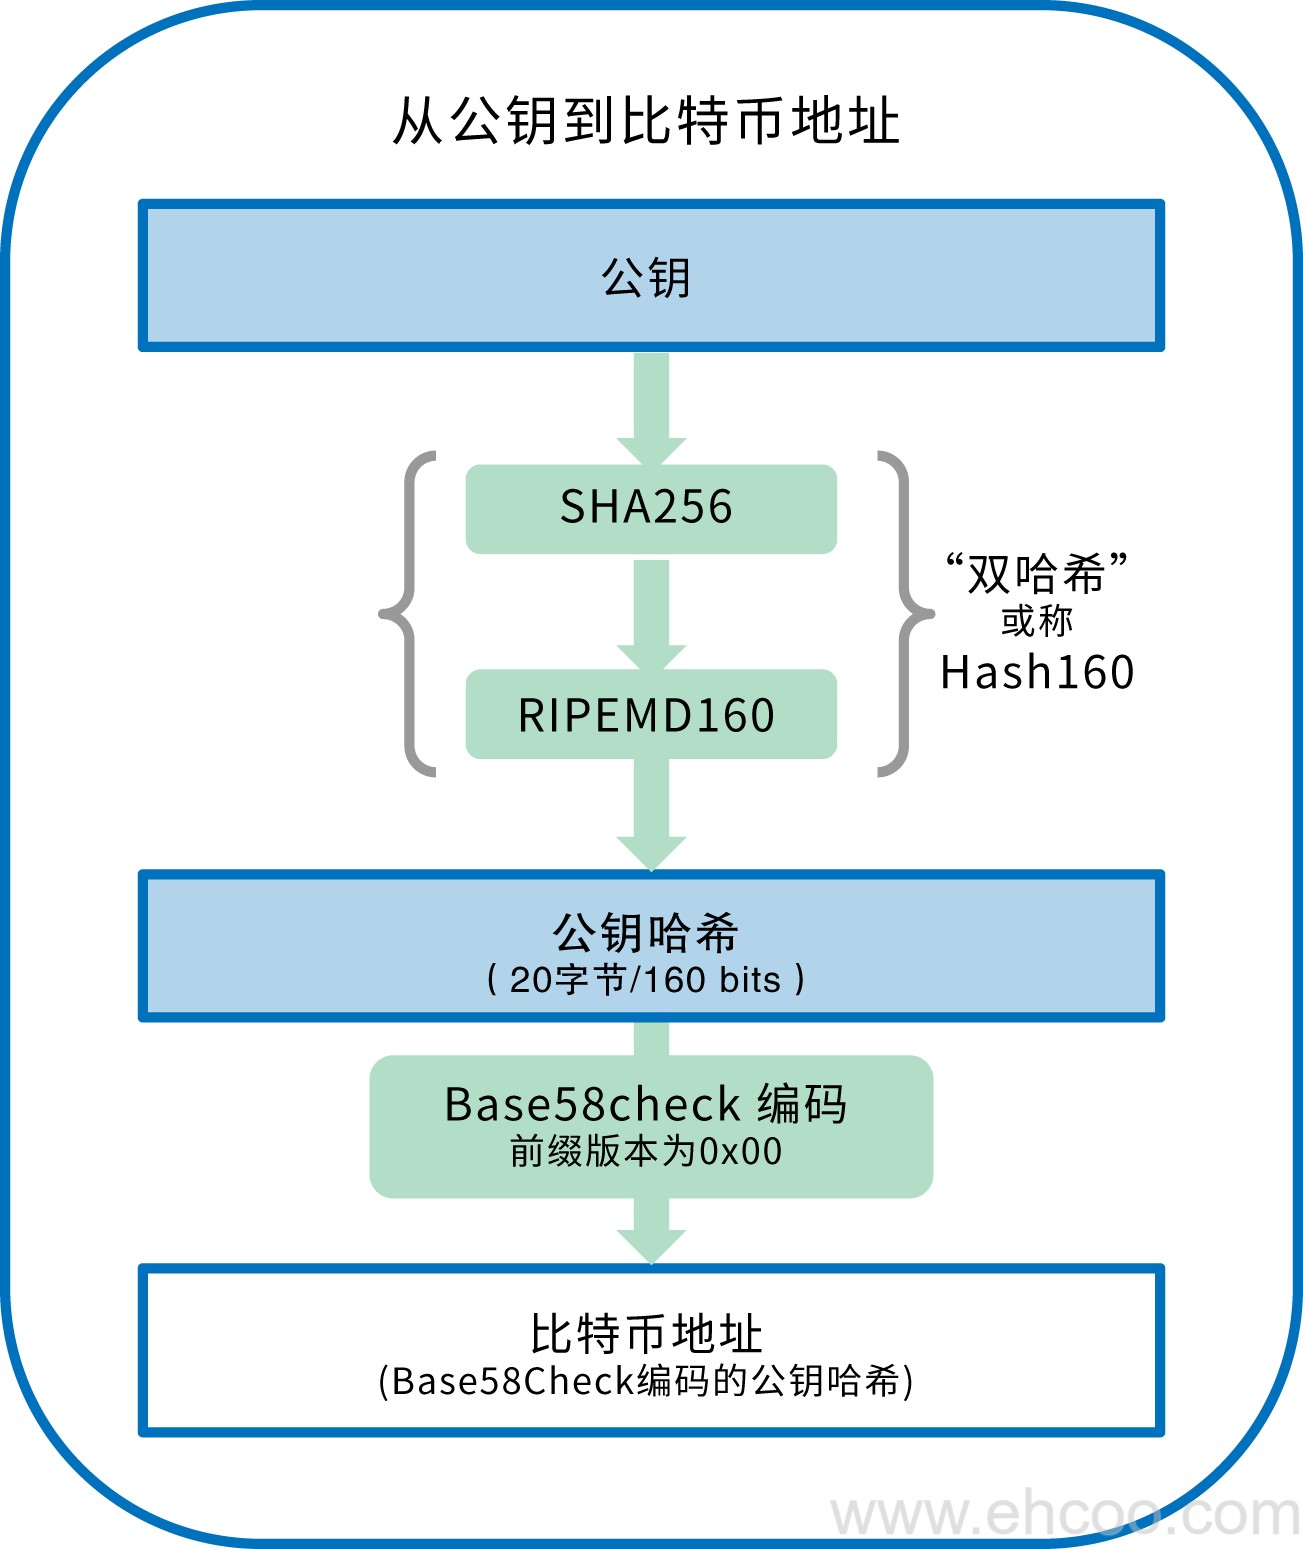 从公钥到比特币地址
公钥
SHA256
RIPEMD160
“双哈希”
或称
Hash160
公钥哈希
（20字节/160 bits）
Base58check 编码
前缀版本为0x00
比特币地址
(Base58Check编码的公钥哈希)
www.ehcoo.com